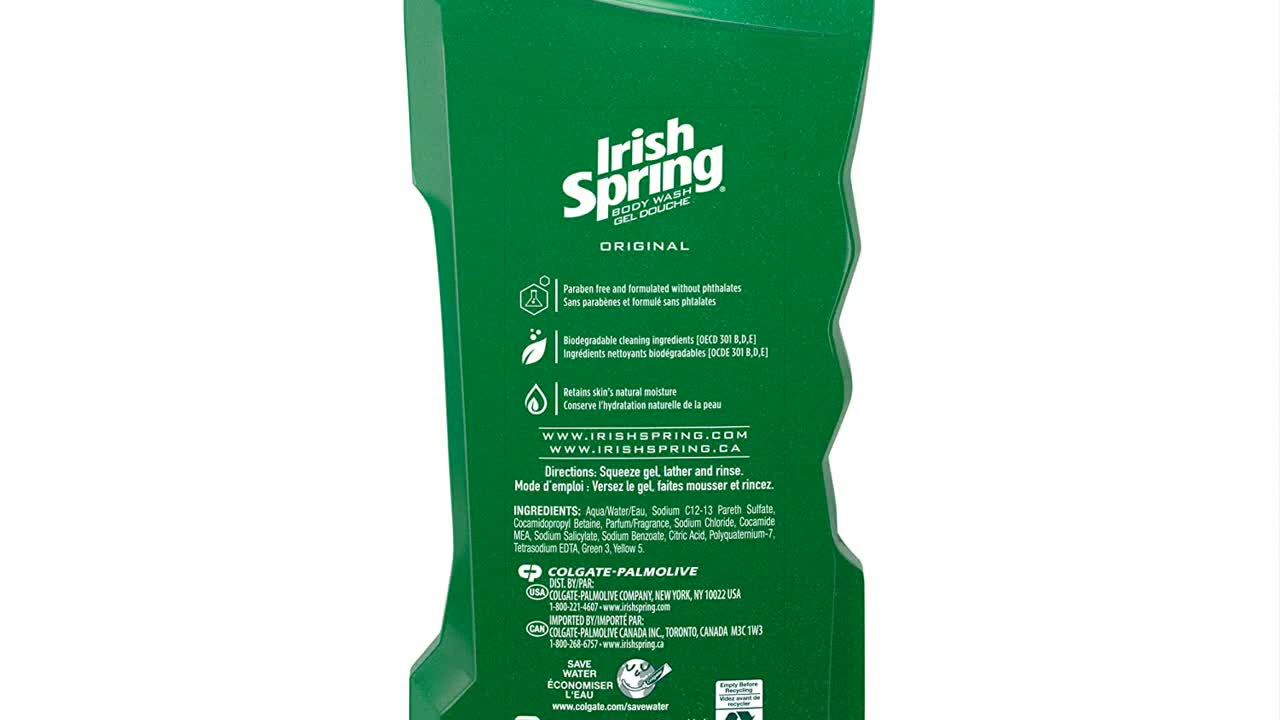 Irish
Spring®
BODY WASH
GEL DOUCHE
ORIGINAL
Paraben free and formulated without phthalates
Sans parabènes et formulé sans phtalates
Biodegradable cleaning ingredients [OECD 301 B,D,E]
Ingrédients nettoyants biodégradables [OCDE 301 B,D,E]
Retains skin's natural moisture
Conserve l'hydratation naturelle de la peau
WWW.IRISHSPRING.COM
WWW.IRISHSPRING.CA
Directions: Squeeze gel, lather and rinse.
Mode d'emploi : Versez le gel, faites mousser et rincez.
INGREDIENTS: Aqua/Water/Eau, Sodium C12-13 Pareth Sulfate,
Cocamidopropyl Betaine, Parfum/Fragrance, Sodium Chloride, Cocamide
MEA, Sodium Salicylate, Sodium Benzoate, Citric Acid, Polyquaternium-7,
Tetrasodium EDTA, Green 3, Yellow 5.
CP COLGATE-PALMOLIVE
DIST. BY/PAR:
USA COLGATE-PALMOLIVE COMPANY, NEW YORK, NY 10022 USA
1-800-221-4607 • www.irishspring.com
IMPORTED BY/IMPORTÉ PAR:
CAN COLGATE-PALMOLIVE CANADA INC., TORONTO, CANADA M3C 1W3
1-800-268-6757 • www.irishspring.ca
SAVE
WATER
ÉCONOMISER
L'EAU
www.colgate.com/savewater
Empty Before
Recycling
Videz avant de
recycler